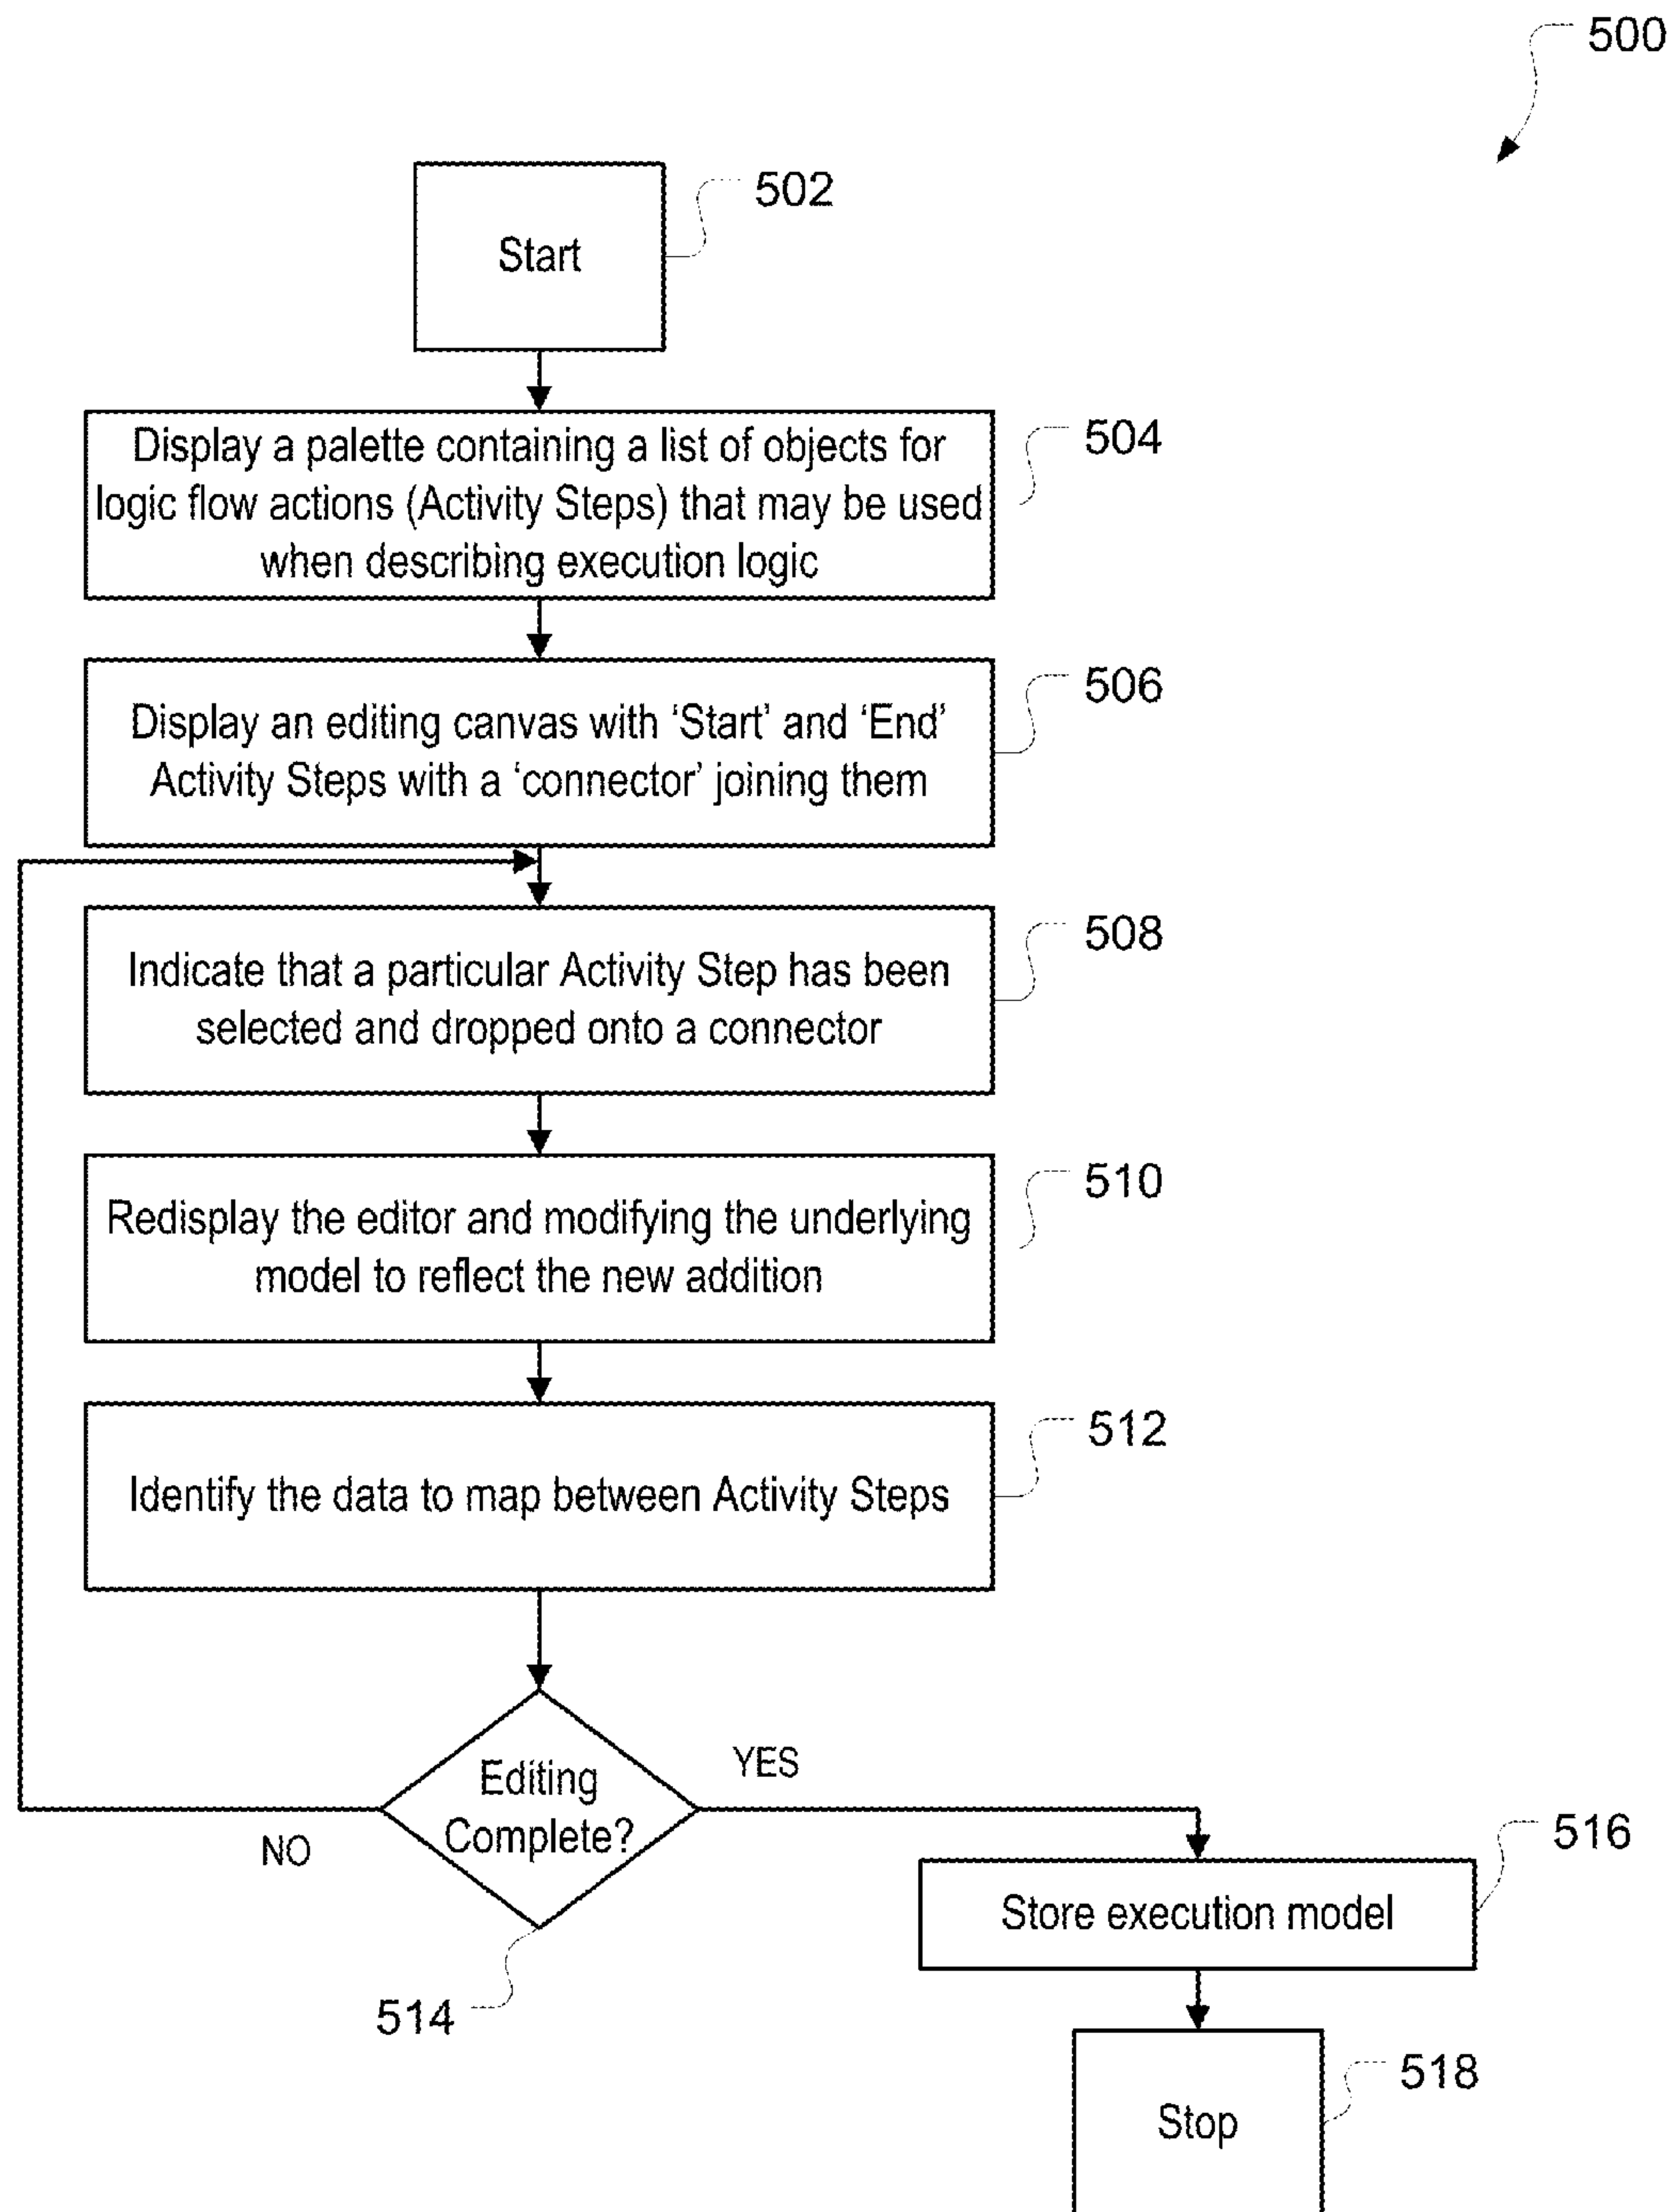 500
502
Start
Display a palette containing a list of objects for
logic flow actions (Activity Steps) that may be used
when describing execution logic
504
Display an editing canvas with ‘Start’ and ‘End’
Activity Steps with a ‘connector’ joining them
506
Indicate that a particular Activity Step has been
selected and dropped onto a connector
508
Redisplay the editor and modifying the underlying
model to reflect the new addition
510
Identify the data to map between Activity Steps
512
Editing
Complete?
YES
NO
514
Store execution model
516
Stop
518